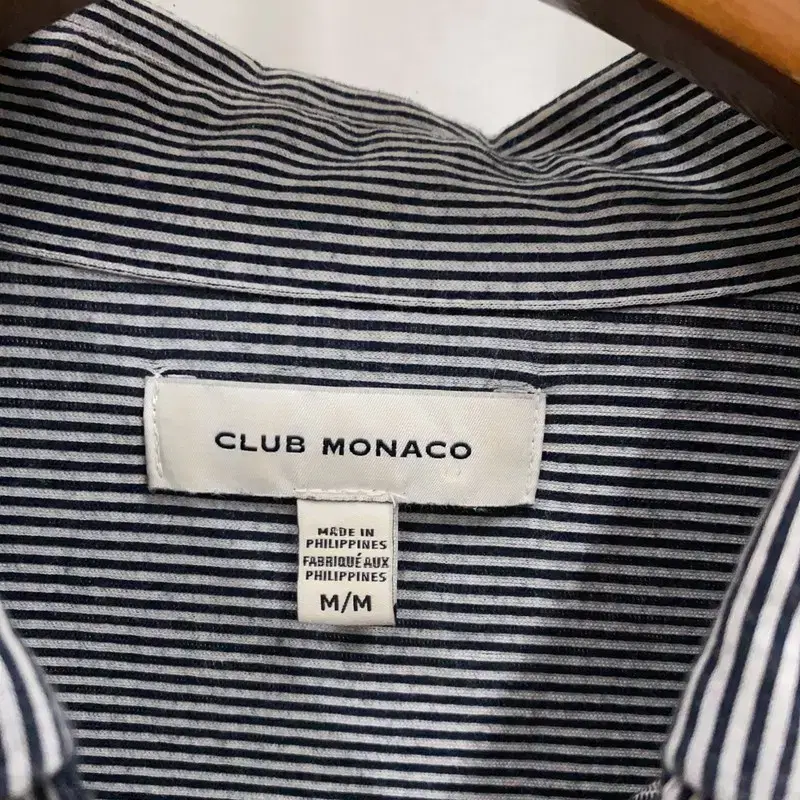 CLUB MONACO
MADE IN
PHILIPPINES
FABRIQUÉ AUX
PHILIPPINES
M/M